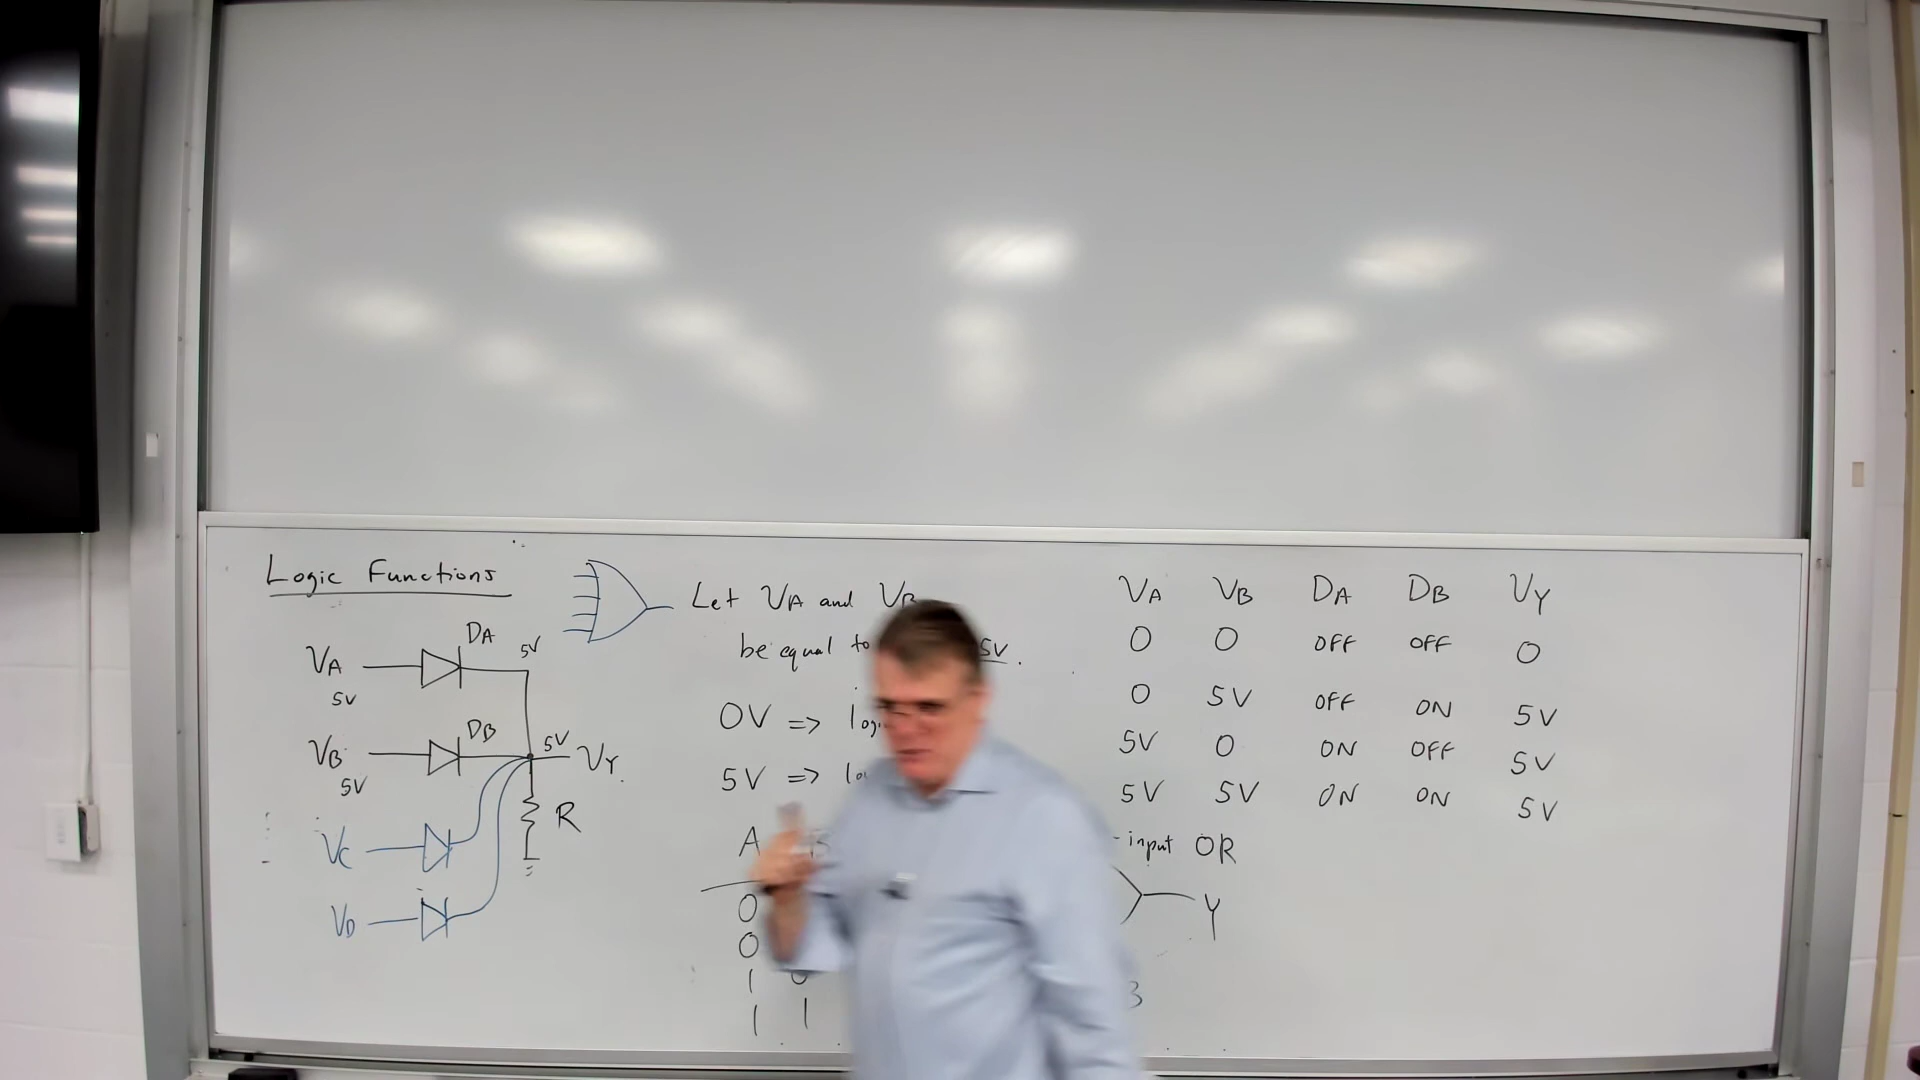 Logic Functions
VA
5V
DA
5V
VB
5V
DB
5V
VY
R
VC
VD
Let VA and VB
be equal to 5V.
0V =>
5V =>
A B
0
0
1 0
1 1
VA VB DA DB VY
0 0 OFF OFF 0
0 5V OFF ON 5V
5V 0 ON OFF 5V
5V 5V ON ON 5V
-input OR
Y